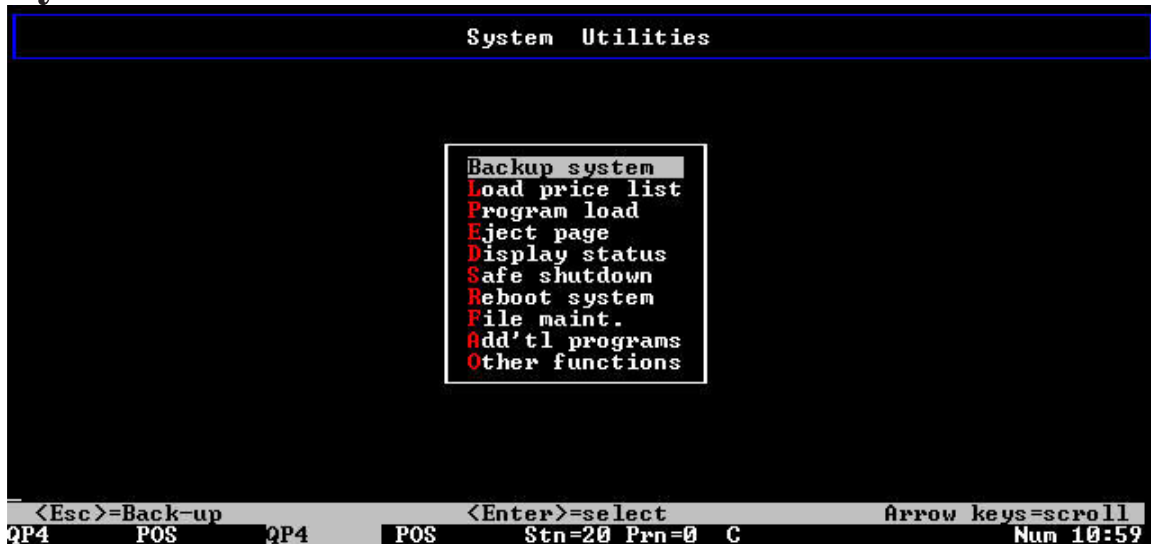 System Utilities
Backup system
Load price list
Program load
Eject page
Display status
Safe shutdown
Reboot system
File maint.
Add'tl programs
Other functions
<Esc>=Back-up <Enter>=select Arrow keys=scroll
QP4 POS QP4 POS Stn=20 Prn=0 C Num 10:59